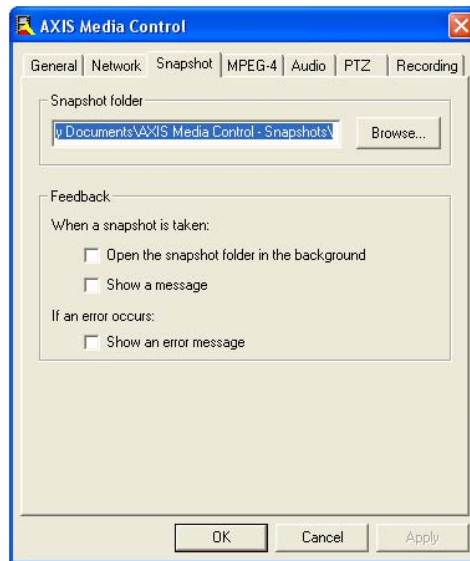 AXIS Media Control
General Network Snapshot MPEG-4 Audio PTZ Recording
Snapshot folder
y Documents\AXIS Media Control - Snapshots\ Browse...
Feedback
When a snapshot is taken:
Open the snapshot folder in the background
Show a message
If an error occurs:
Show an error message
OK Cancel Apply